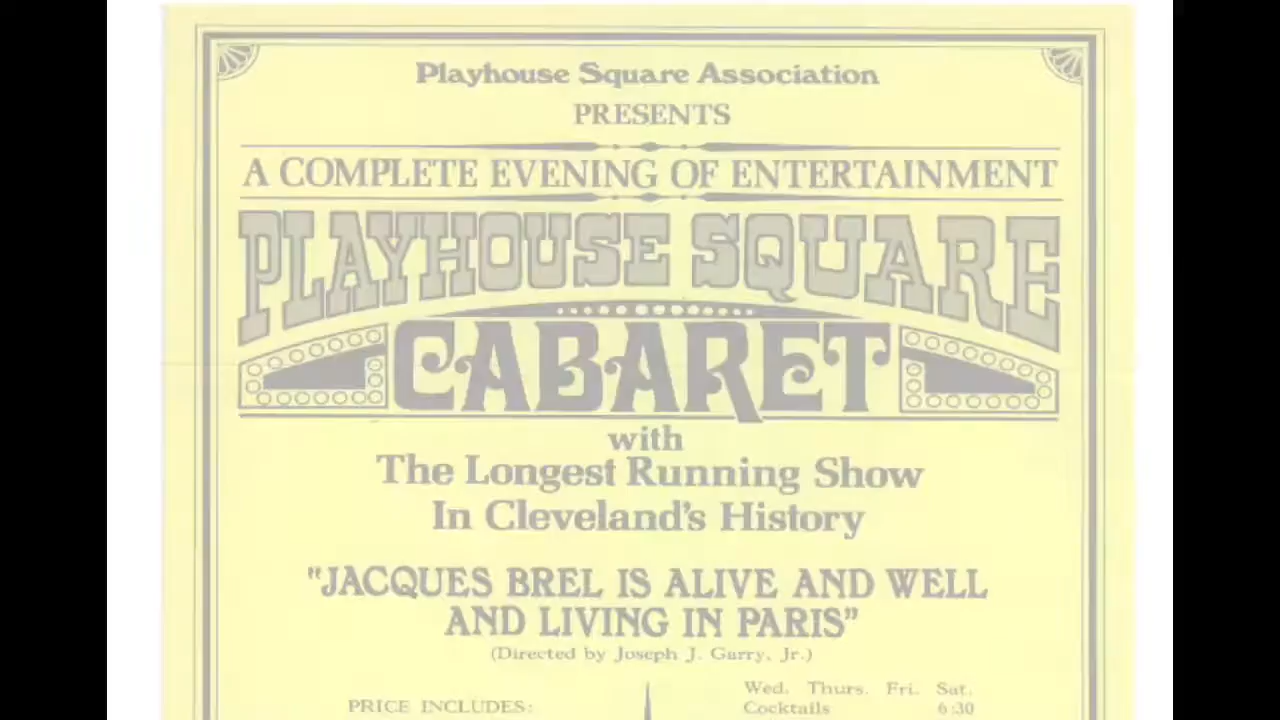 Playhouse Square Association
PRESENTS
A COMPLETE EVENING OF ENTERTAINMENT
PLAYHOUSE SQUARE
CABARET
with
The Longest Running Show
In Cleveland's History
"JACQUES BREL IS ALIVE AND WELL
AND LIVING IN PARIS"
(Directed by Joseph J. Garry, Jr.)
PRICE INCLUDES:
Wed. Thurs. Fri. Sat.
Cocktails 6:30